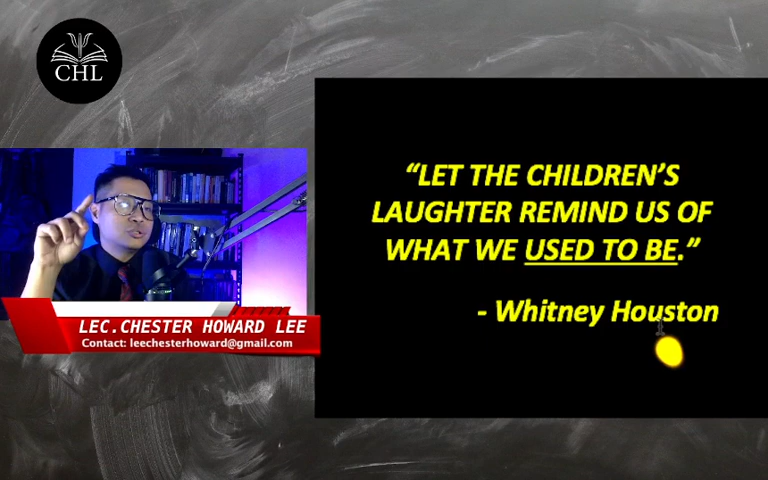 CHL
“LET THE CHILDREN’S
LAUGHTER REMIND US OF
WHAT WE USED TO BE.”
- Whitney Houston
LEC.CHESTER HOWARD LEE
Contact: leechesterhoward@gmail.com